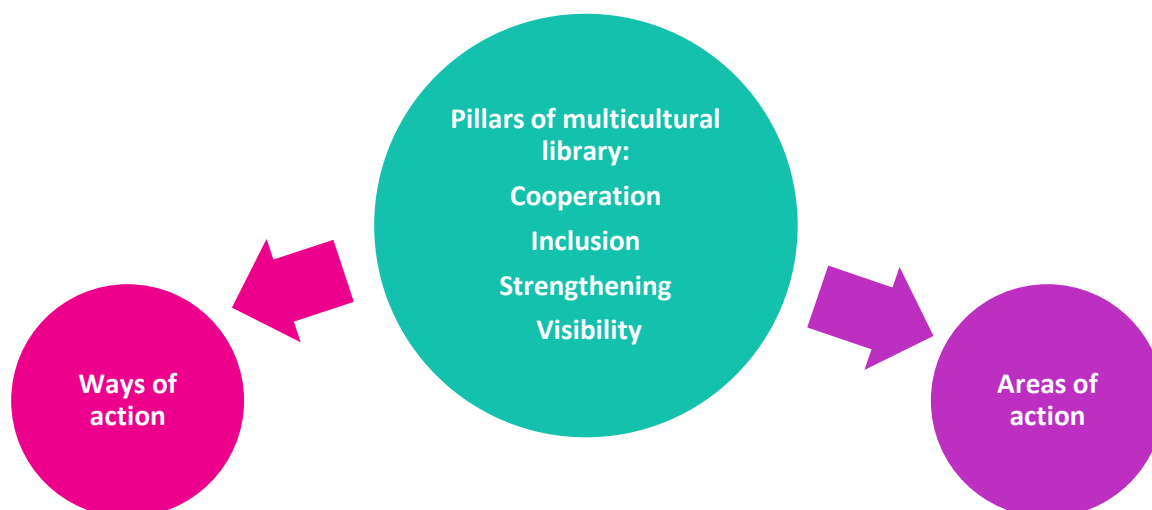 Pillars of multicultural
library:
Cooperation
Inclusion
Strengthening
Visibility
Ways of
action
Areas of
action